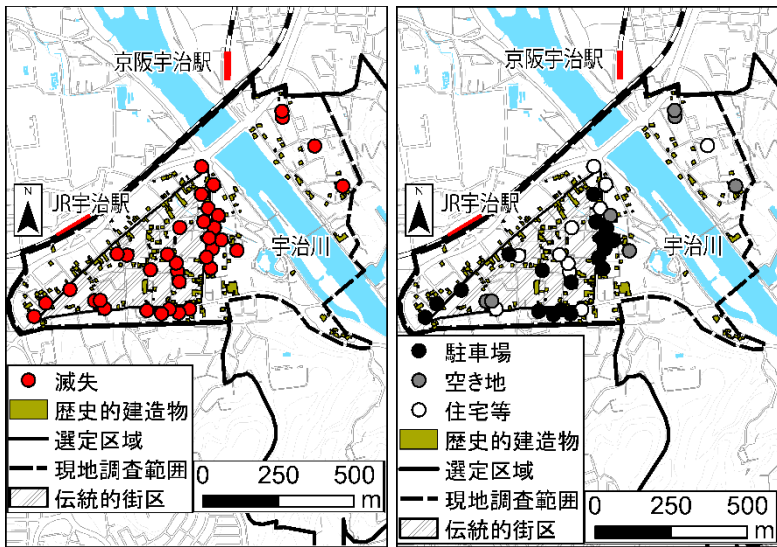 京阪宇治駅
N
JR宇治駅
宇治川
滅失
歴史的建造物
選定区域
現地調査範囲
伝統的街区
0 250 500
m
京阪宇治駅
N
JR宇治駅
宇治川
駐車場
空き地
住宅等
歴史的建造物
選定区域
現地調査範囲
伝統的街区
0 250 500
m